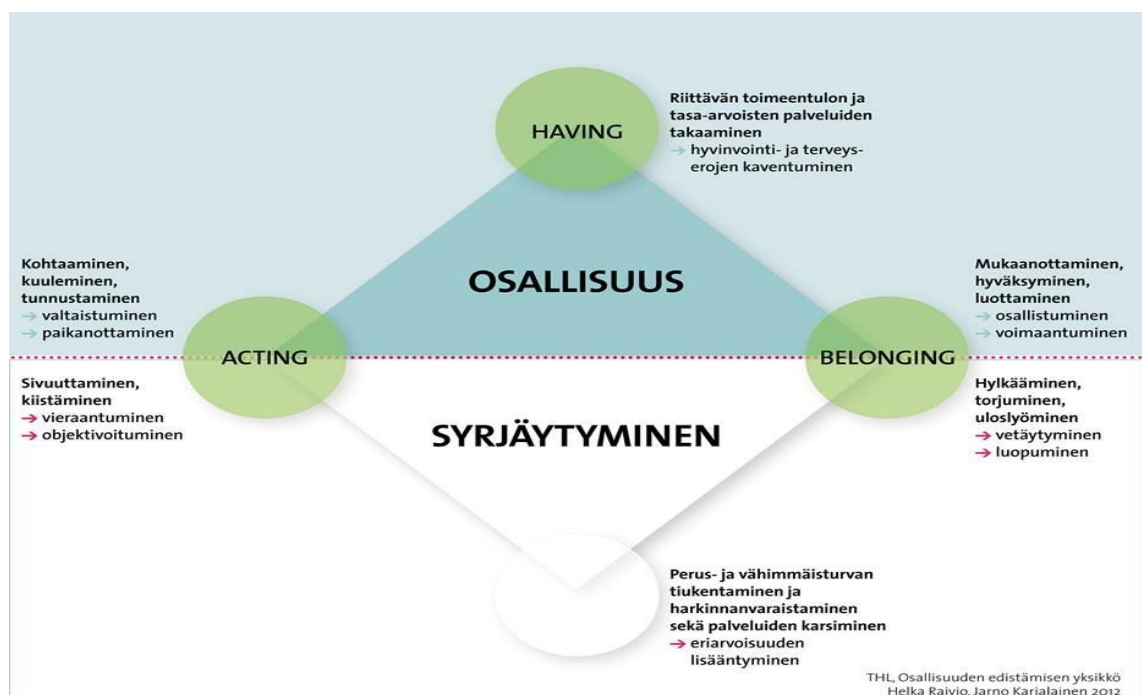 HAVING
Riittävän toimeentulon ja
tasa-arvoisten palveluiden
takaaminen
→ hyvinvointi- ja terveys-
erojen kaventuminen
OSALLISUUS
Kohtaaminen,
kuuleminen,
tunnustaminen
→ valtaistuminen
→ paikanottaminen
ACTING
Sivuuttaminen,
kiistäminen
→ vieraantuminen
→ objektivoituminen
Mukaanottaminen,
hyväksyminen,
luottaminen
→ osallistuminen
→ voimaantuminen
BELONGING
Hylkääminen,
torjuminen,
uloslyöminen
→ vetäytyminen
→ luopuminen
SYRJÄYTYMINEN
Perus- ja vähimmäisturvan
tiukentaminen ja
harkinnanvaraistaminen
sekä palveluiden karsiminen
→ eriarvoisuuden
lisääntyminen
THL, Osallisuuden edistämisen yksikkö
Helka Raivio, Jarno Karjalainen 2012